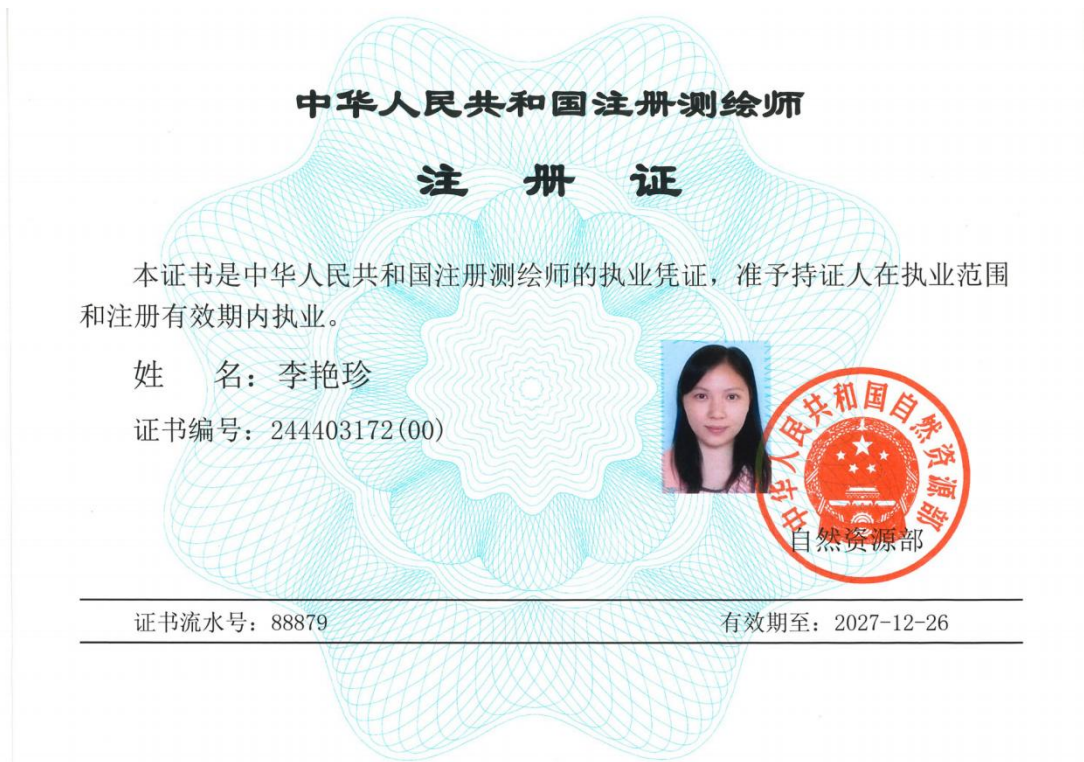 中华人民共和国注册测绘师
注 册 证
本证书是中华人民共和国注册测绘师的执业凭证，准予持证人在执业范围
和注册有效期内执业。
姓 名：李艳珍
证书编号：244403172(00)
中华人民共和国自然资源部
自然资源部
证书流水号：88879
有效期至：2027-12-26